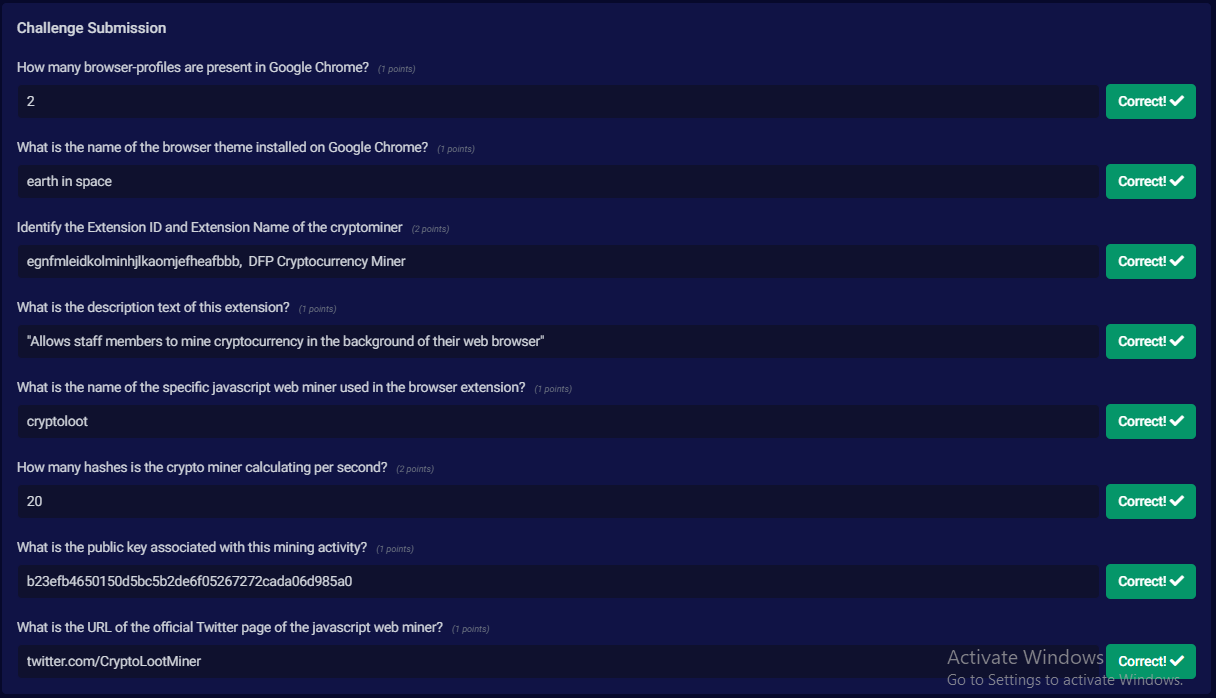 Challenge Submission
How many browser-profiles are present in Google Chrome? (1 points)
2
Correct!
What is the name of the browser theme installed on Google Chrome? (1 points)
earth in space
Correct!
Identify the Extension ID and Extension Name of the cryptominer (2 points)
egnfmleidkolminhjlkaomjefheafbbb, DFP Cryptocurrency Miner
Correct!
What is the description text of this extension? (1 points)
"Allows staff members to mine cryptocurrency in the background of their web browser"
Correct!
What is the name of the specific javascript web miner used in the browser extension? (1 points)
cryptoloot
Correct!
How many hashes is the crypto miner calculating per second? (2 points)
20
Correct!
What is the public key associated with this mining activity? (1 points)
b23efb4650150d5bc5b2de6f05267272cada06d985a0
Correct!
What is the URL of the official Twitter page of the javascript web miner? (1 points)
twitter.com/CryptoLootMiner
Correct!
Activate Windows
Go to Settings to activate Windows.